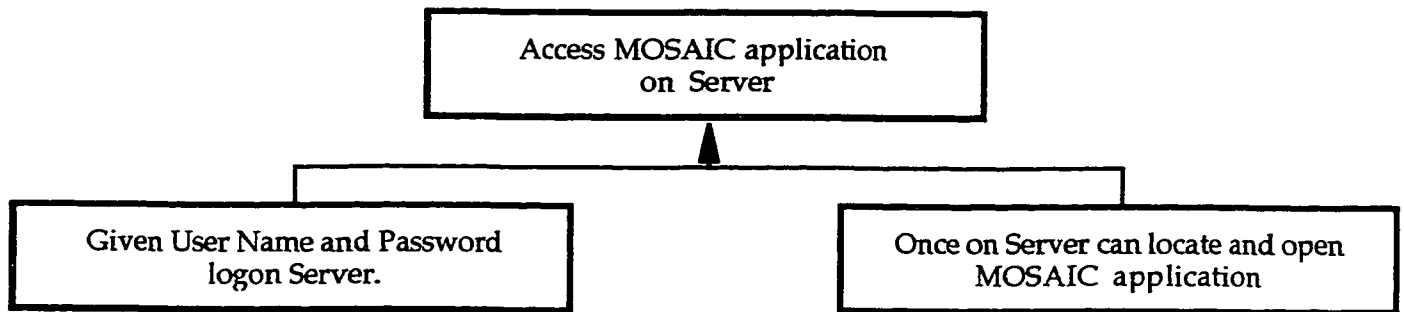 Access MOSAIC application
on Server
Given User Name and Password
logon Server.
Once on Server can locate and open
MOSAIC application